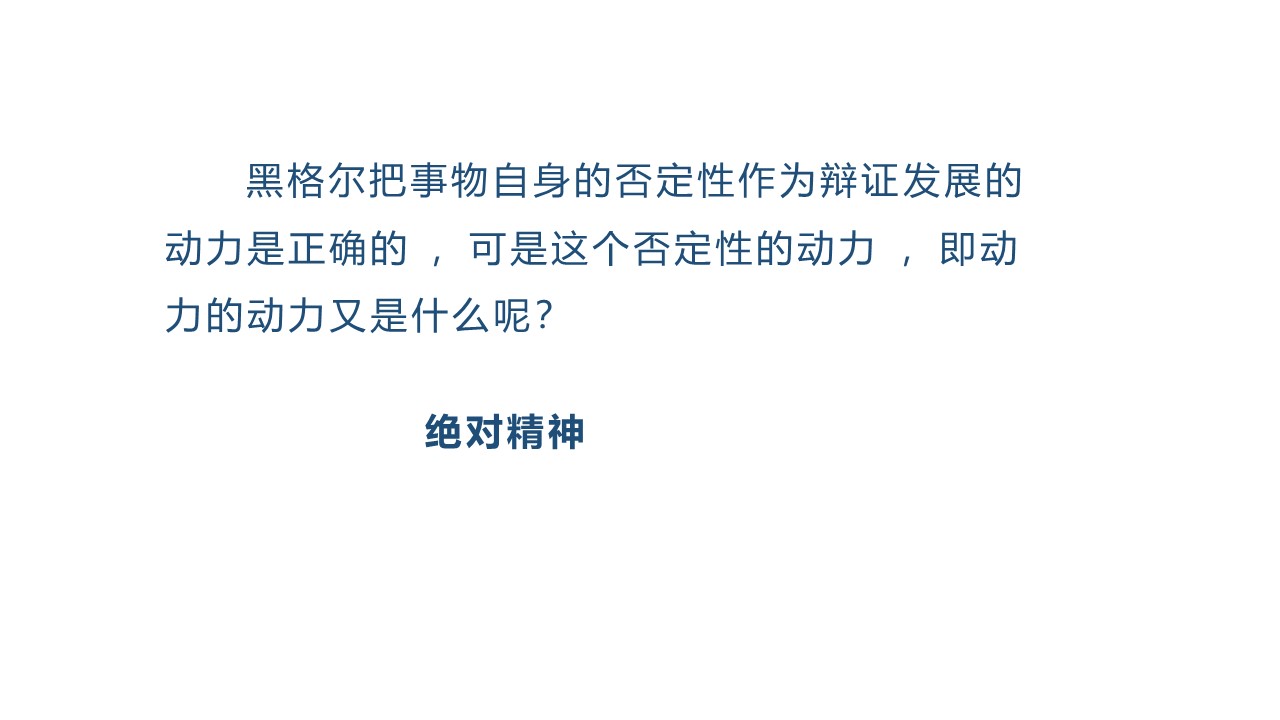 黑格尔把事物自身的否定性作为辩证发展的
动力是正确的 ，可是这个否定性的动力 ，即动
力的动力又是什么呢？
绝对精神